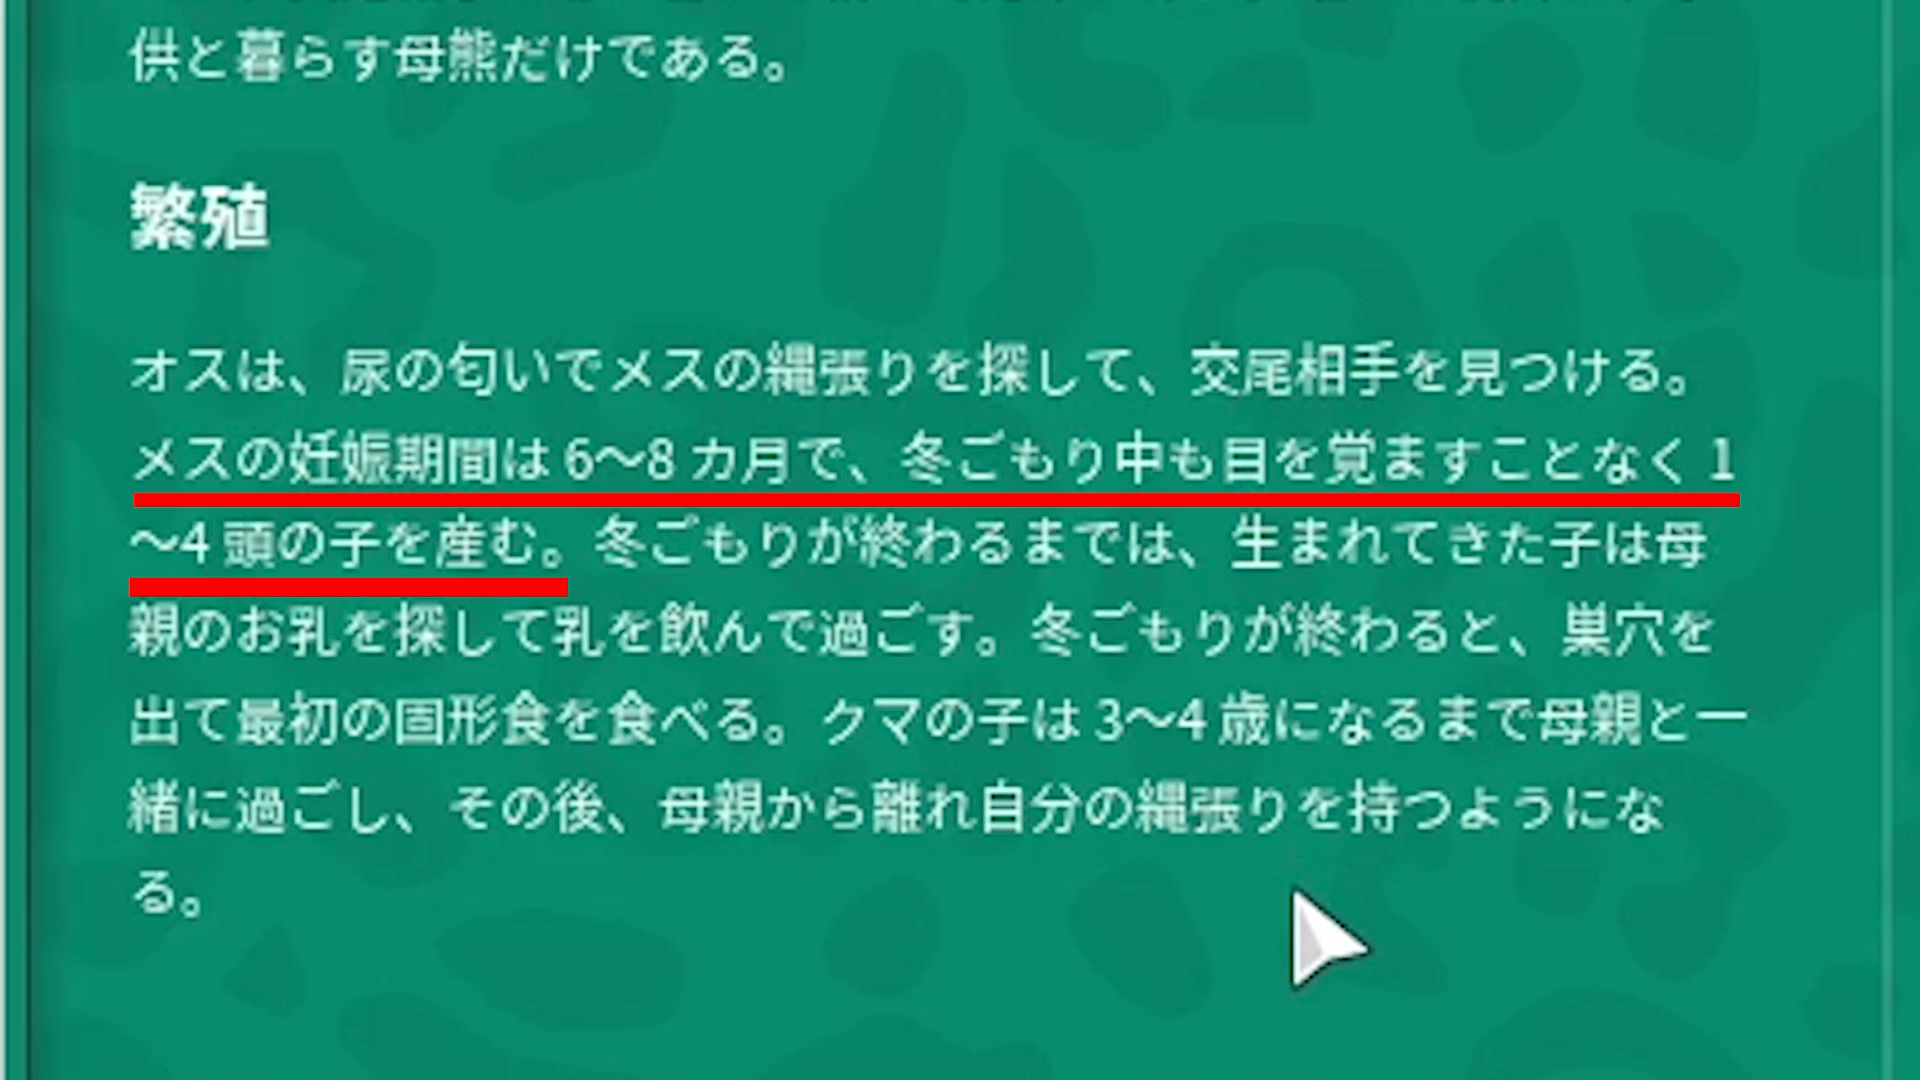 供と暮らす母熊だけである。
繁殖
オスは、尿の匂いでメスの縄張りを探して、交尾相手を見つける。
メスの妊娠期間は 6〜8 カ月で、冬ごもり中も目を覚ますことなく 1
〜4 頭の子を産む。冬ごもりが終わるまでは、生まれてきた子は母
親のお乳を探して乳を飲んで過ごす。冬ごもりが終わると、巣穴を
出て最初の固形食を食べる。クマの子は 3〜4 歳になるまで母親と一
緒に過ごし、その後、母親から離れ自分の縄張りを持つようにな
る。